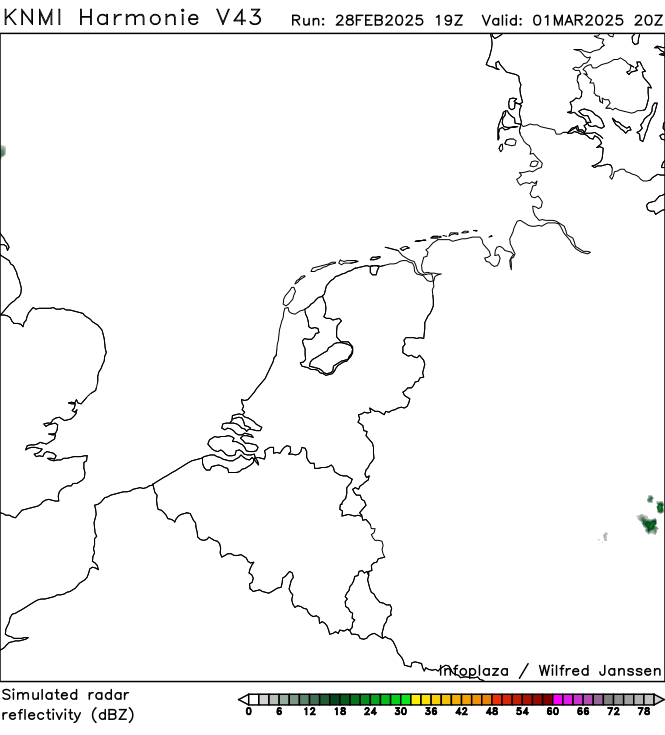 KNMI Harmonie V43 Run: 28FEB2025 19Z Valid: 01MAR2025 20Z
Infoplaza / Wilfred Janssen
Simulated radar
reflectivity (dBZ)
0 6 12 18 24 30 36 42 48 54 60 66 72 78